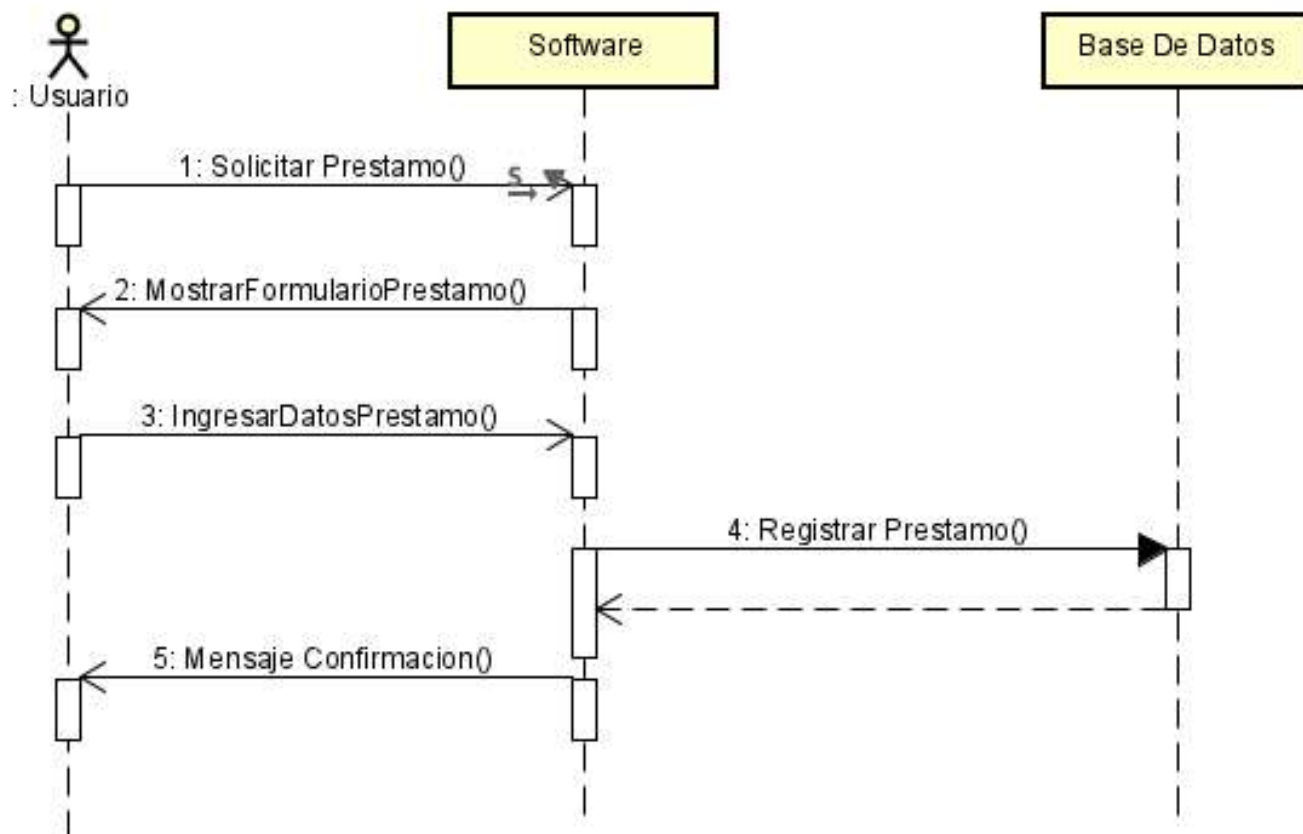 : Usuario
Software
Base De Datos
1: Solicitar Prestamo()
S
2: MostrarFormularioPrestamo()
3: IngresarDatosPrestamo()
4: Registrar Prestamo()
5: Mensaje Confirmacion()